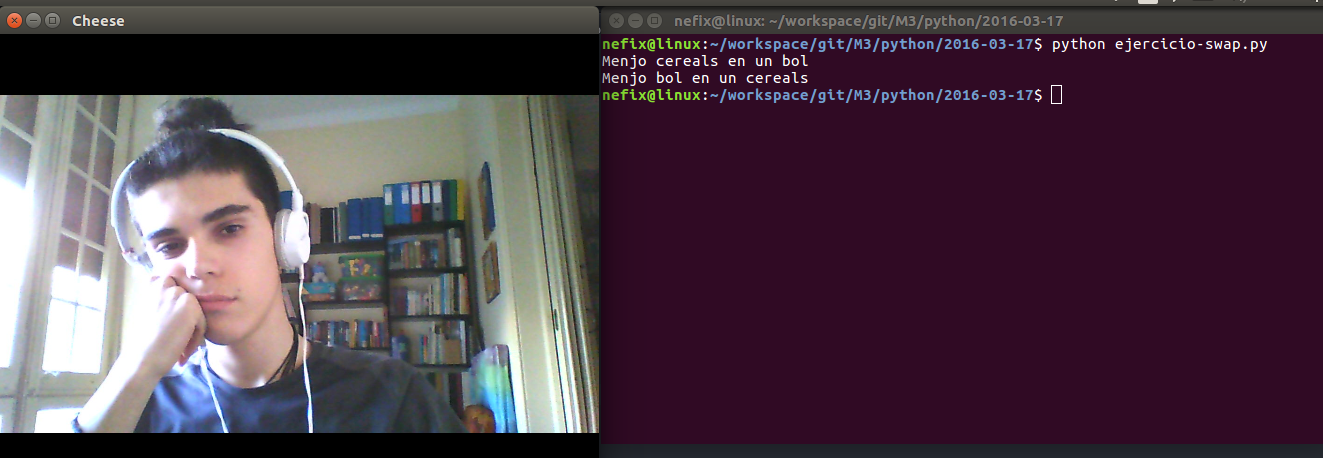 Cheese
nefix@linux: ~/workspace/git/M3/python/2016-03-17
nefix@linux:~/workspace/git/M3/python/2016-03-17$ python ejercicio-swap.py
Menjo cereals en un bol
Menjo bol en un cereals
nefix@linux:~/workspace/git/M3/python/2016-03-17$